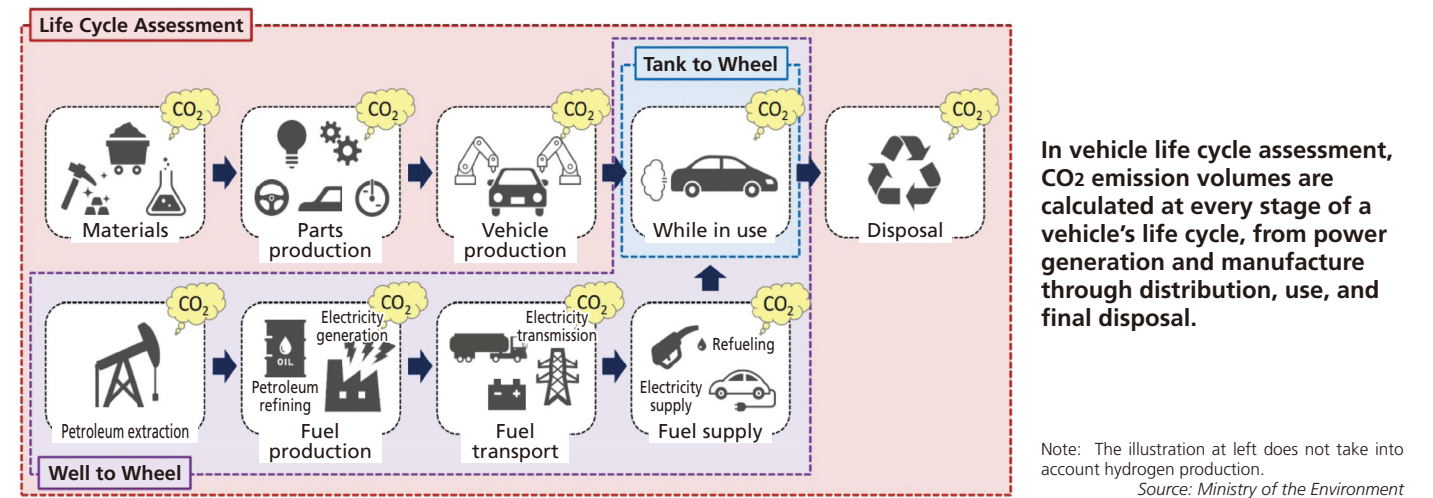 Life Cycle Assessment
Tank to Wheel
CO2
CO2
CO2
CO2
CO2
Materials
Parts
production
Vehicle
production
While in use
Disposal
CO2
CO2
CO2
CO2
Petroleum extraction
Electricity
generation
OIL
Petroleum
refining
Fuel
production
Electricity
transmission
Fuel
transport
Refueling
Electricity
supply
Fuel supply
Well to Wheel
In vehicle life cycle assessment,
CO2 emission volumes are
calculated at every stage of a
vehicle’s life cycle, from power
generation and manufacture
through distribution, use, and
final disposal.
Note: The illustration at left does not take into
account hydrogen production.
Source: Ministry of the Environment